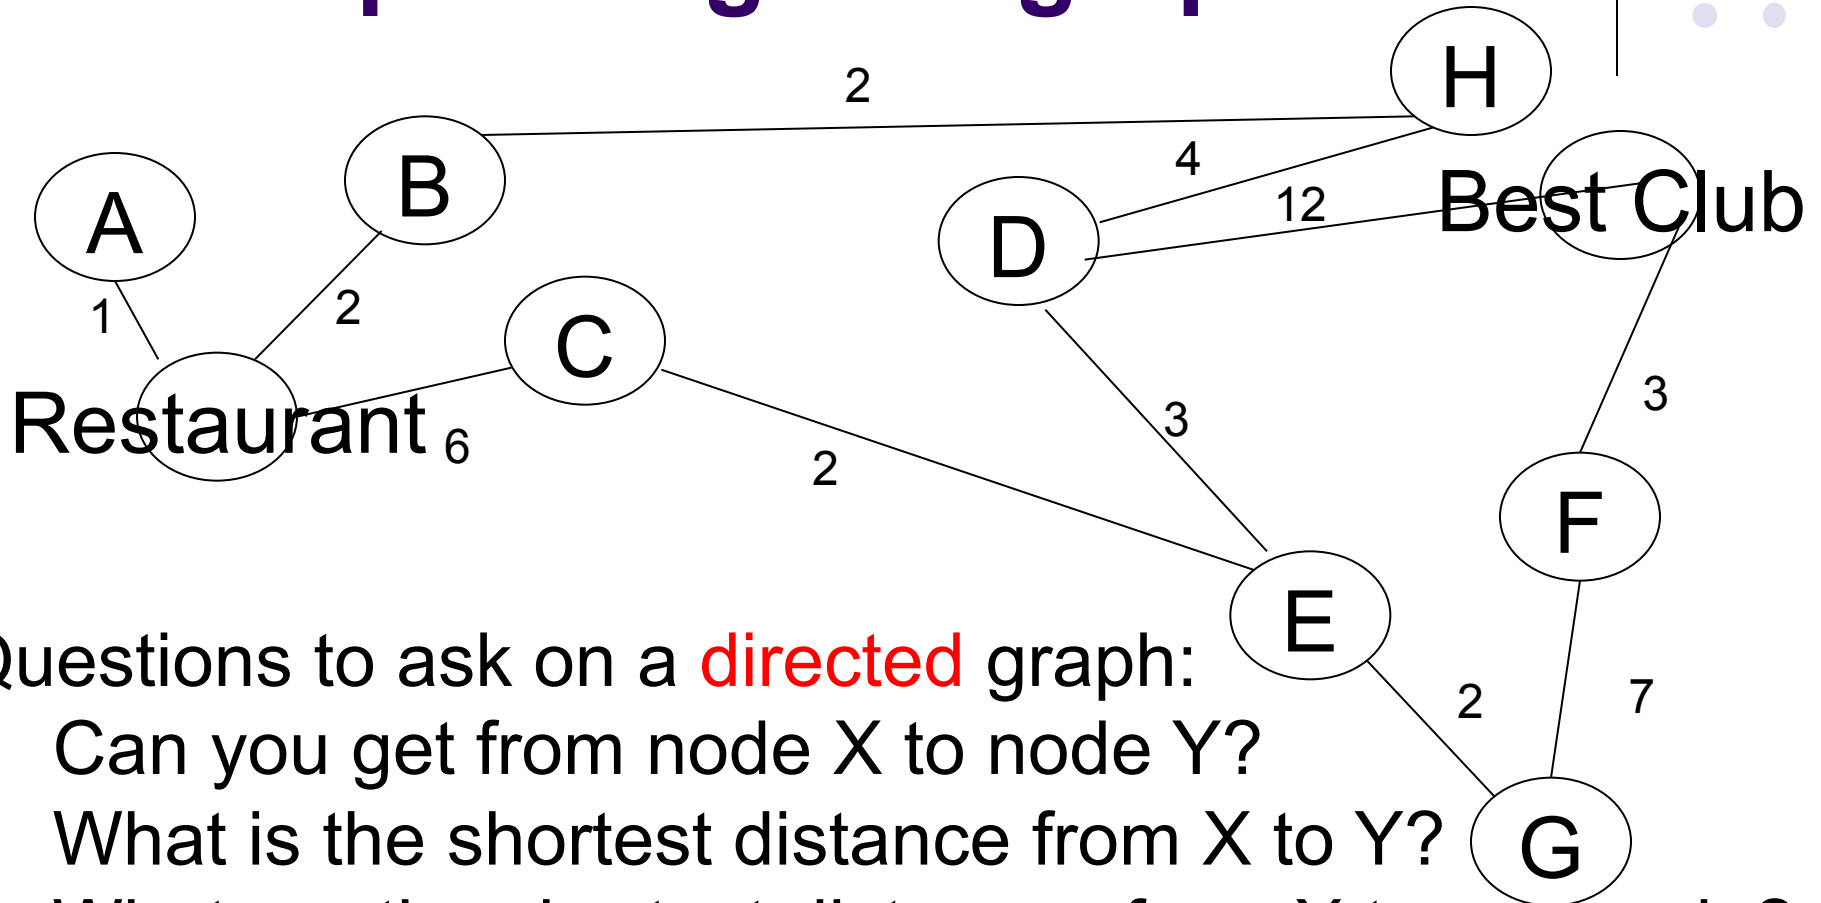 H
2
B
4
A
12
Best Club
D
1
2
C
Restaurant
6
3
3
2
F
E
Questions to ask on a directed graph:
2
7
Can you get from node X to node Y?
What is the shortest distance from X to Y?
G